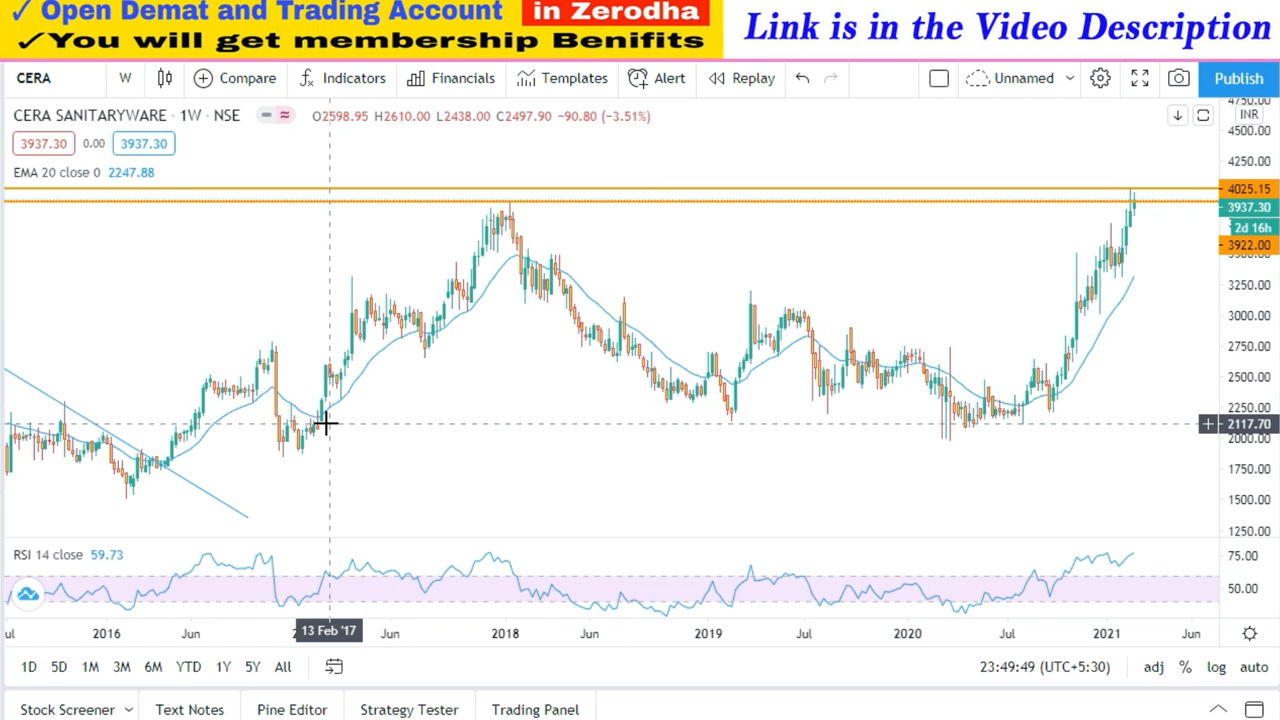 ✓ Open Demat and Trading Account in Zerodha
✓You will get membership Benifits
Link is in the Video Description
CERA W Compare Indicators Financials Templates Alert Replay Unnamed Publish
CERA SANITARYWARE · 1W · NSE O2598.95 H2610.00 L2438.00 C2497.90 −90.80 (−3.51%)
3937.30 0.00 3937.30
EMA 20 close 0 2247.88
INR
4500.00
4250.00
4025.15
3937.30
2d 16h
3922.00
3250.00
3000.00
2750.00
2500.00
2250.00
2117.70
2000.00
1750.00
1500.00
1250.00
RSI 14 close 59.73
75.00
50.00
2016 Jun 13 Feb '17 Jun 2018 Jun 2019 Jul 2020 Jul 2021 Jun
1D 5D 1M 3M 6M YTD 1Y 5Y All 23:49:49 (UTC+5:30) adj % log auto
Stock Screener Text Notes Pine Editor Strategy Tester Trading Panel